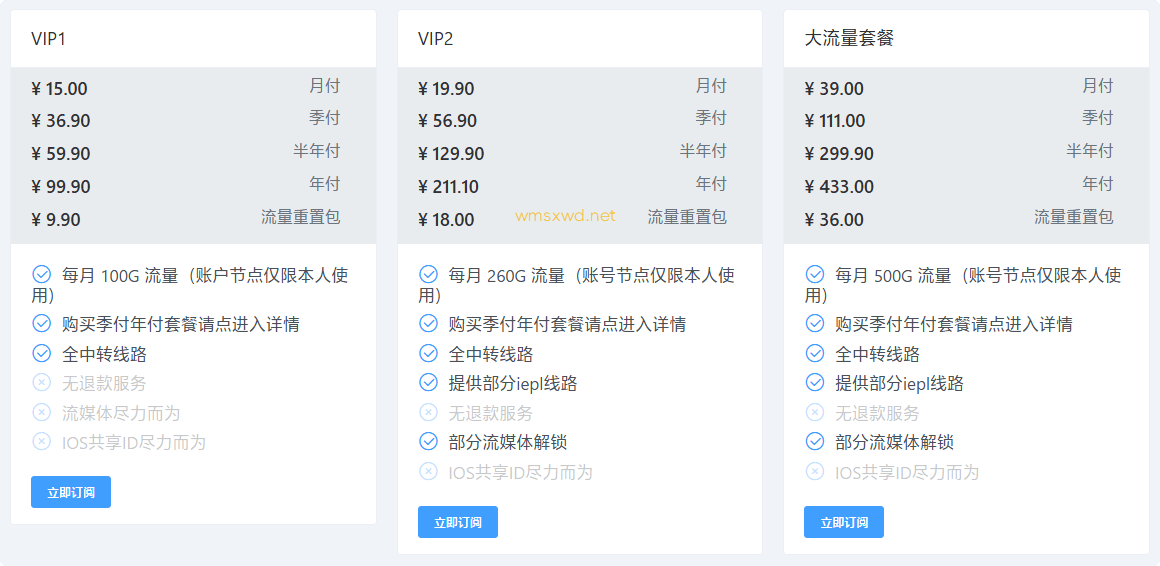 VIP1
¥ 15.00 月付
¥ 36.90 季付
¥ 59.90 半年付
¥ 99.90 年付
¥ 9.90 流量重置包
每月 100G 流量（账户节点仅限本人使
用)
购买季付年付套餐请点进入详情
全中转线路
无退款服务
流媒体尽力而为
IOS共享ID尽力而为
立即订阅
VIP2
¥ 19.90 月付
¥ 56.90 季付
¥ 129.90 半年付
¥ 211.10 年付
¥ 18.00 wmsxwd.net 流量重置包
每月 260G 流量（账号节点仅限本人使
用)
购买季付年付套餐请点进入详情
全中转线路
提供部分iepl线路
无退款服务
部分流媒体解锁
IOS共享ID尽力而为
立即订阅
大流量套餐
¥ 39.00 月付
¥ 111.00 季付
¥ 299.90 半年付
¥ 433.00 年付
¥ 36.00 流量重置包
每月 500G 流量（账号节点仅限本人使
用)
购买季付年付套餐请点进入详情
全中转线路
提供部分iepl线路
无退款服务
部分流媒体解锁
IOS共享ID尽力而为
立即订阅